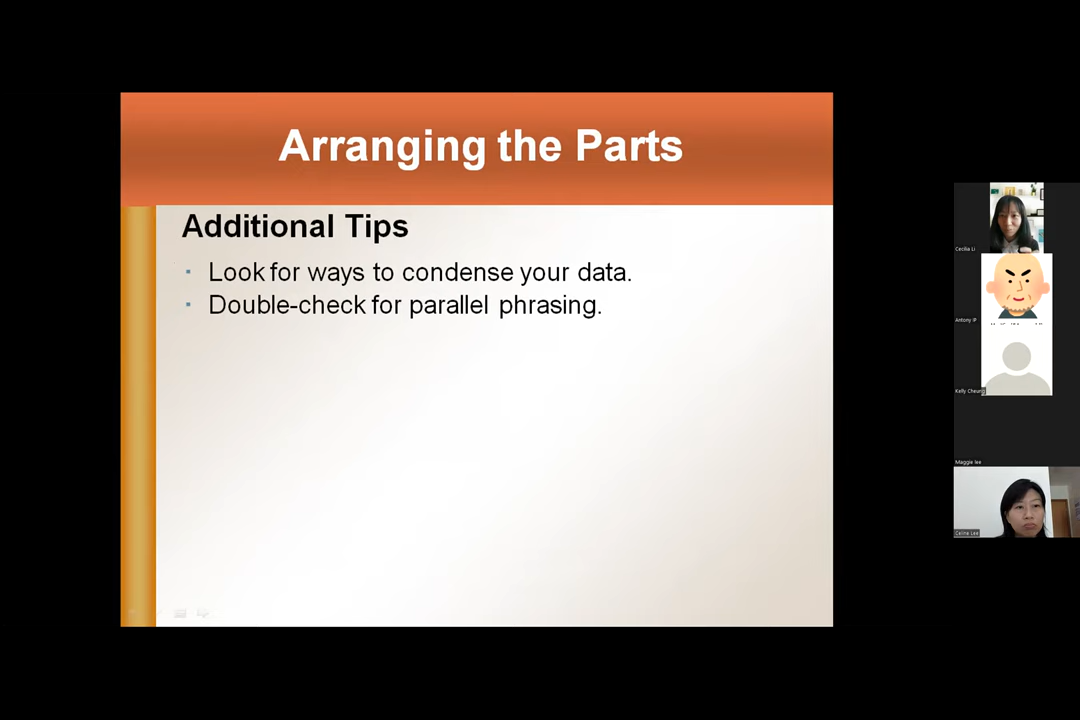 Arranging the Parts
Additional Tips
Look for ways to condense your data.
Double-check for parallel phrasing.
Cecilia Li
Antony IP
Kelly Cheung
Maggie lee
Celine Lee